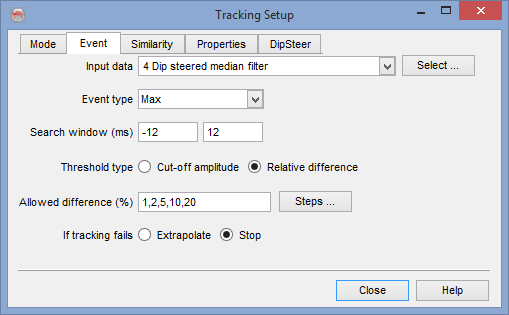 Tracking Setup
Mode Event Similarity Properties DipSteer
Input data 4 Dip steered median filter Select ...
Event type Max
Search window (ms) -12 12
Threshold type Cut-off amplitude Relative difference
Allowed difference (%) 1,2,5,10,20 Steps ...
If tracking fails Extrapolate Stop
Close Help